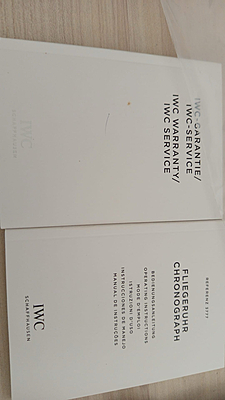 IWC-GARANTIE/
IWC-SERVICE
IWC WARRANTY/
IWC SERVICE
IWC
SCHAFFHAUSEN
REFERENZ 3777
FLIEGERUHR
CHRONOGRAPH
BEDIENUNGSANLEITUNG
OPERATING INSTRUCTIONS
MODE D'EMPLOI
ISTRUZIONI D'USO
INSTRUCCIONES DE MANEJO
MANUAL DE INSTRUÇÕES
IWC
SCHAFFHAUSEN